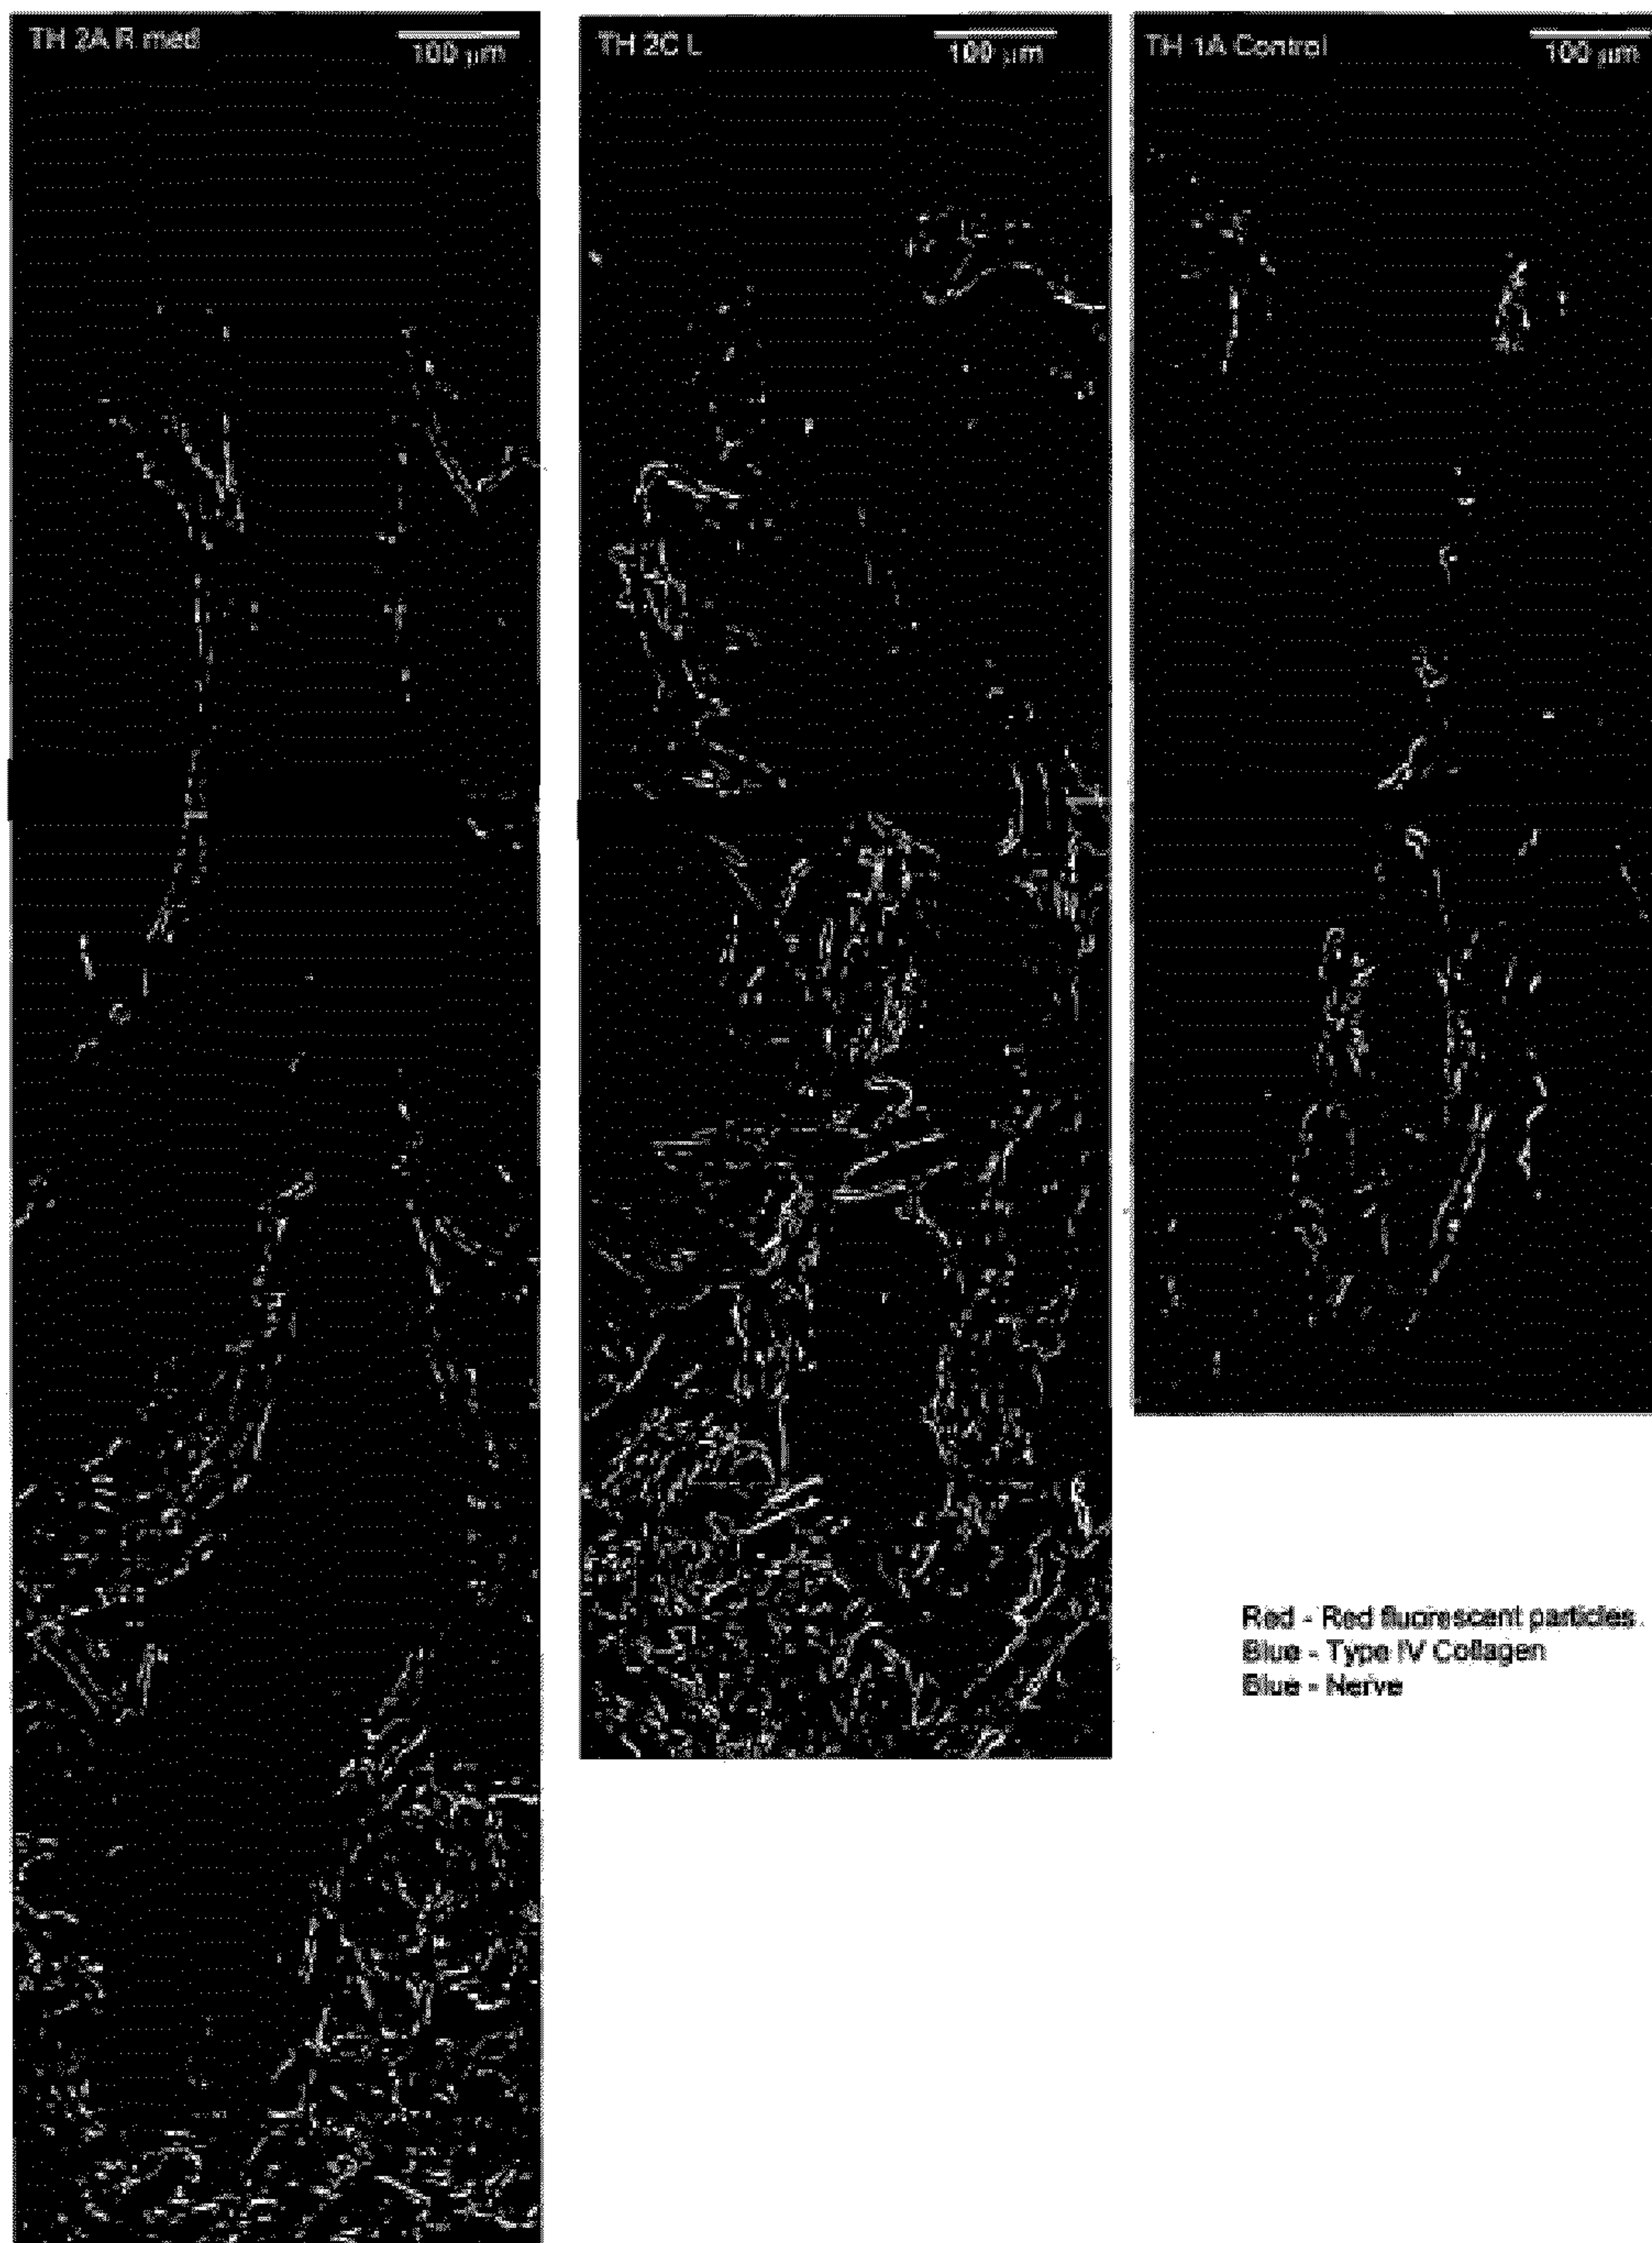 TH 2A R med
100 µm
TH 2C L
100 µm
TH 1A Control
100 µm
Red - Red fluorescent particles
Blue - Type IV Collagen
Blue - Nerve